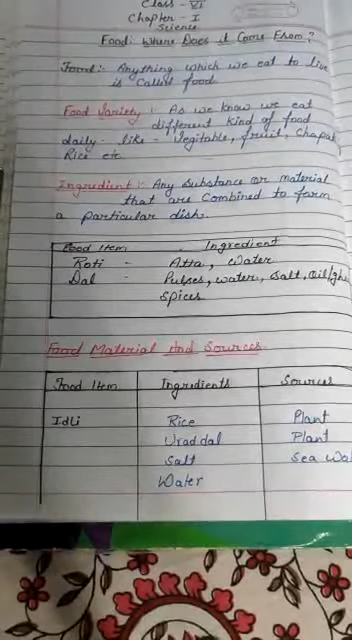 Class - VI
Chapter - I
Science
Food: Where Does it Come From?
Food:- Anything which we eat to live
is Called food.
Food Variety:- As we know we eat
different kind of food
daily- like - Vegitable, fruit, Chapat
Rice etc
Ingredient:- Any Substance or material
that are Combined to form
a particular dish.
Food Item Ingredient
Roti - Atta, water
Dal - Pulses, water, Salt, Oil/gh
Spices
Food Material And Sources
Food Item Ingredients Sources
Idli Rice Plant
Urad dal Plant
Salt Sea Wat
Water